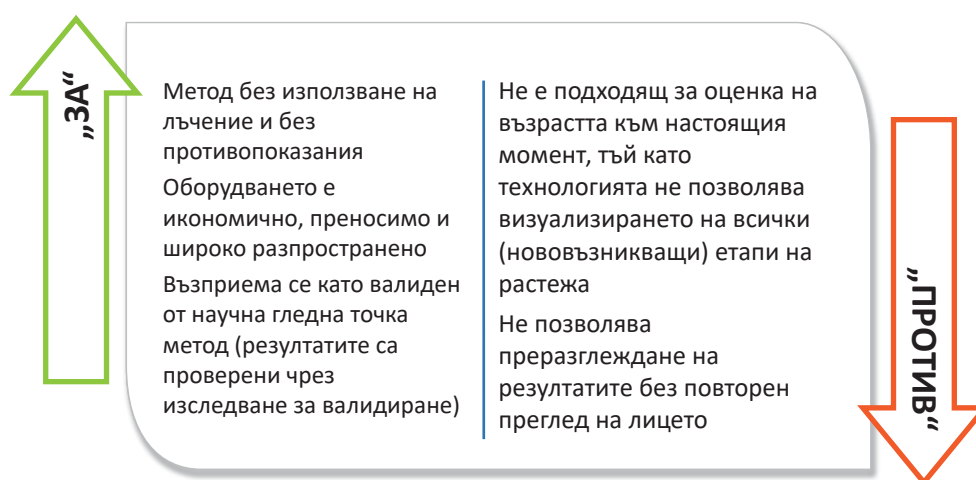 „ЗА“
Метод без използване на
лъчение и без
противопоказания
Оборудването е
икономично, преносимо и
широко разпространено
Възприема се като валиден
от научна гледна точка
метод (резултатите са
проверени чрез
изследване за валидиране)
Не е подходящ за оценка на
възрастта към настоящия
момент, тъй като
технологията не позволява
визуализирането на всички
(нововъзникващи) етапи на
растежа
Не позволява
преразглеждане на
резултатите без повторен
преглед на лицето
„ПРОТИВ“